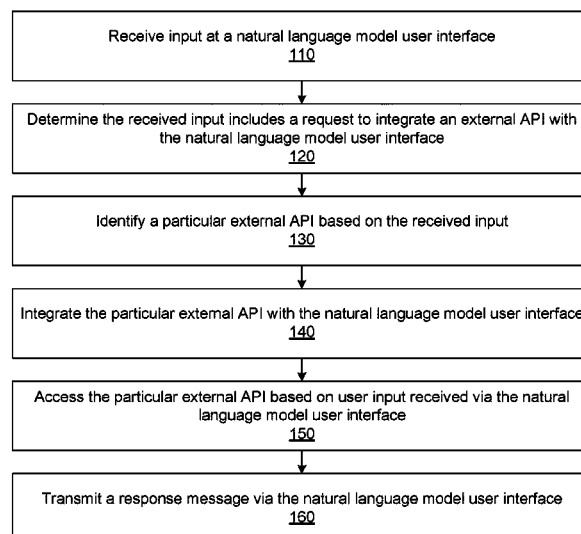 Receive input at a natural language model user interface
110
Determine the received input includes a request to integrate an external API with
the natural language model user interface
120
Identify a particular external API based on the received input
130
Integrate the particular external API with the natural language model user interface
140
Access the particular external API based on user input received via the natural
language model user interface
150
Transmit a response message via the natural language model user interface
160